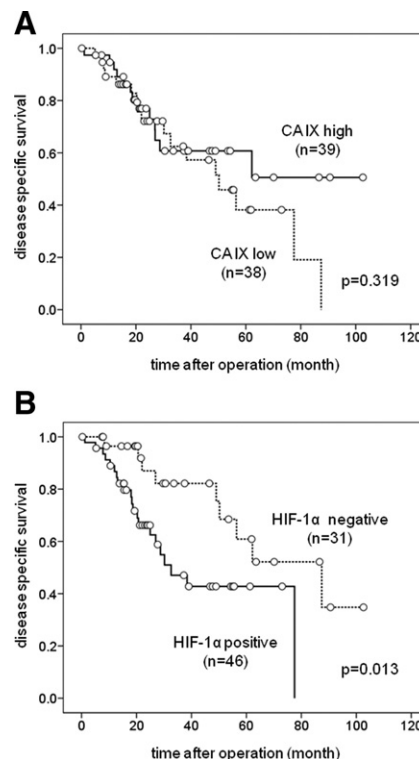 A
disease specific survival
1.0
0.8
0.6
0.4
0.2
0.0
CAIX high
(n=39)
CAIX low
(n=38)
p=0.319
0 20 40 60 80 100 120
time after operation (month)
B
disease specific survival
1.0
0.8
0.6
0.4
0.2
0.0
HIF-1α negative
(n=31)
HIF-1α positive
(n=46)
p=0.013
0 20 40 60 80 100 120
time after operation (month)